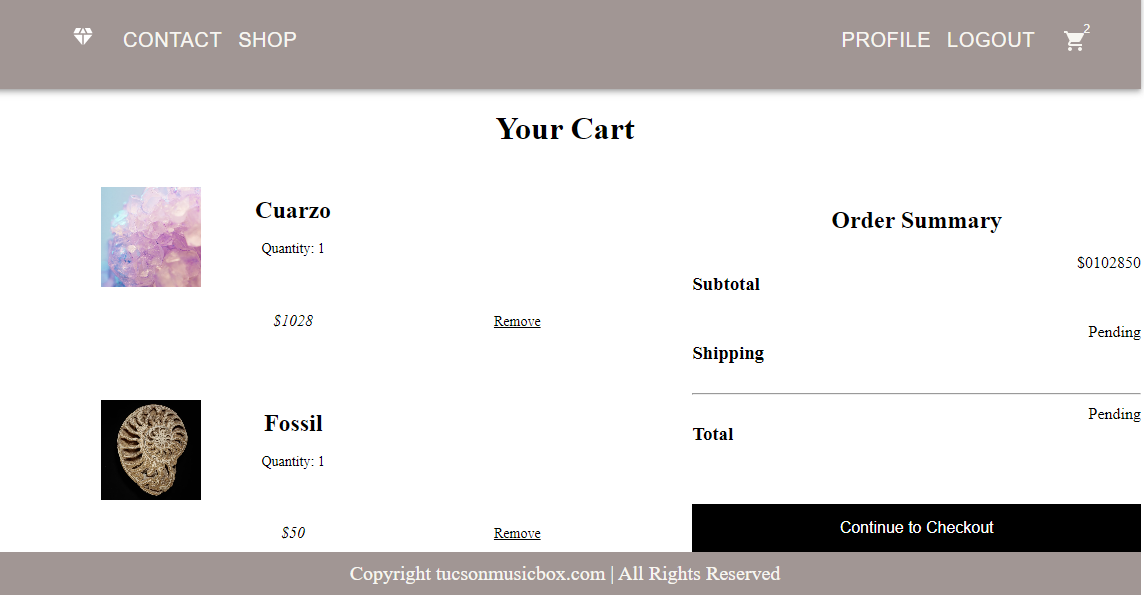 CONTACT SHOP PROFILE LOGOUT 2
Your Cart
Cuarzo
Quantity: 1
$1028 Remove
Fossil
Quantity: 1
$50 Remove
Order Summary
Subtotal $0102850
Shipping Pending
Total Pending
Continue to Checkout
Copyright tucsonmusicbox.com | All Rights Reserved